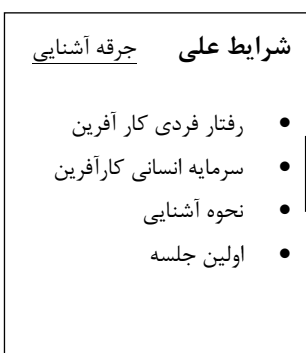 شرایط علی جرقه آشنایی
• رفتار فردی کار آفرین
• سرمایه انسانی کارآفرین
• نحوه آشنایی
• اولین جلسه